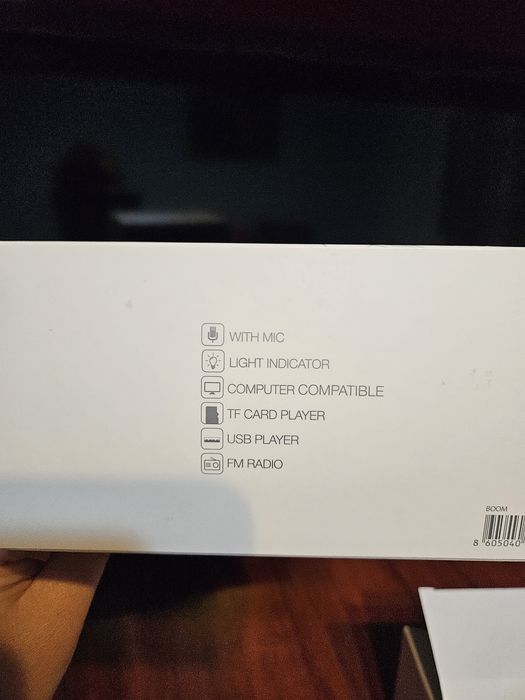 WITH MIC
LIGHT INDICATOR
COMPUTER COMPATIBLE
TF CARD PLAYER
USB PLAYER
FM RADIO
BOOM
8 605040